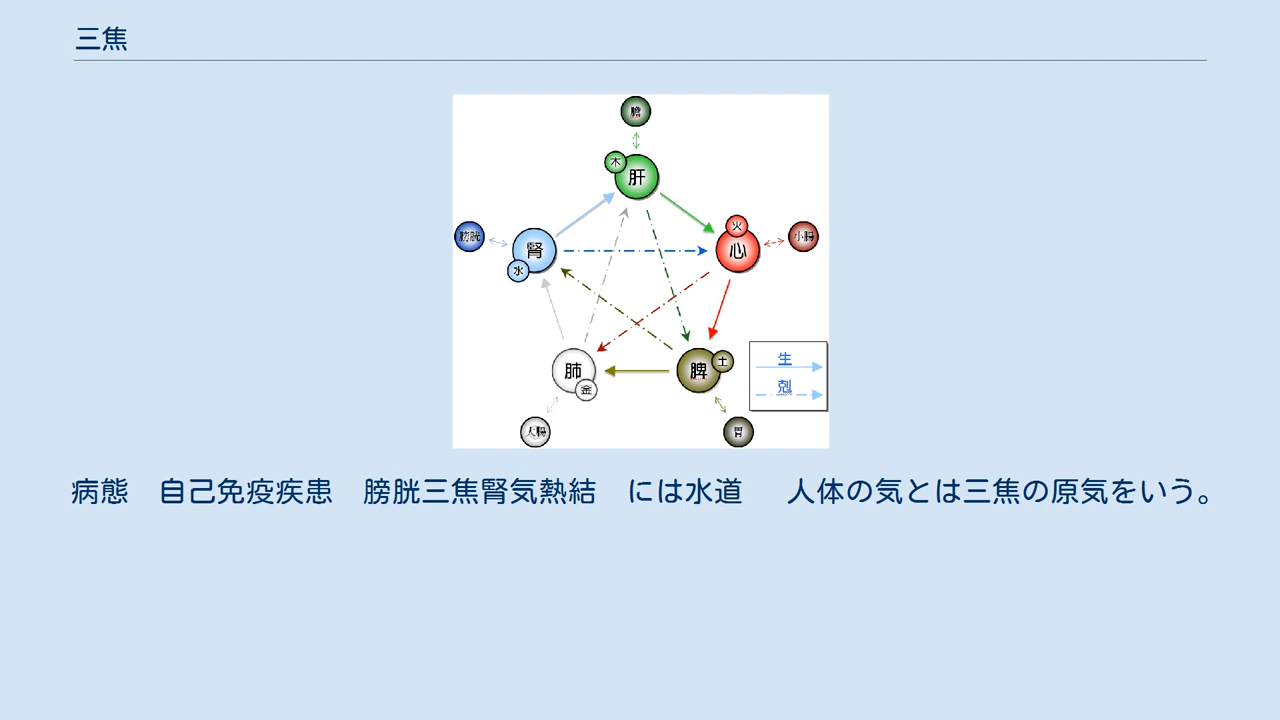 三焦
膽
木
肝
火
心
小腸
膀胱
腎
水
肺
金
脾
土
大腸
胃
生
剋
病態　自己免疫疾患　膀胱三焦腎気熱結　には水道　 人体の気とは三焦の原気をいう。